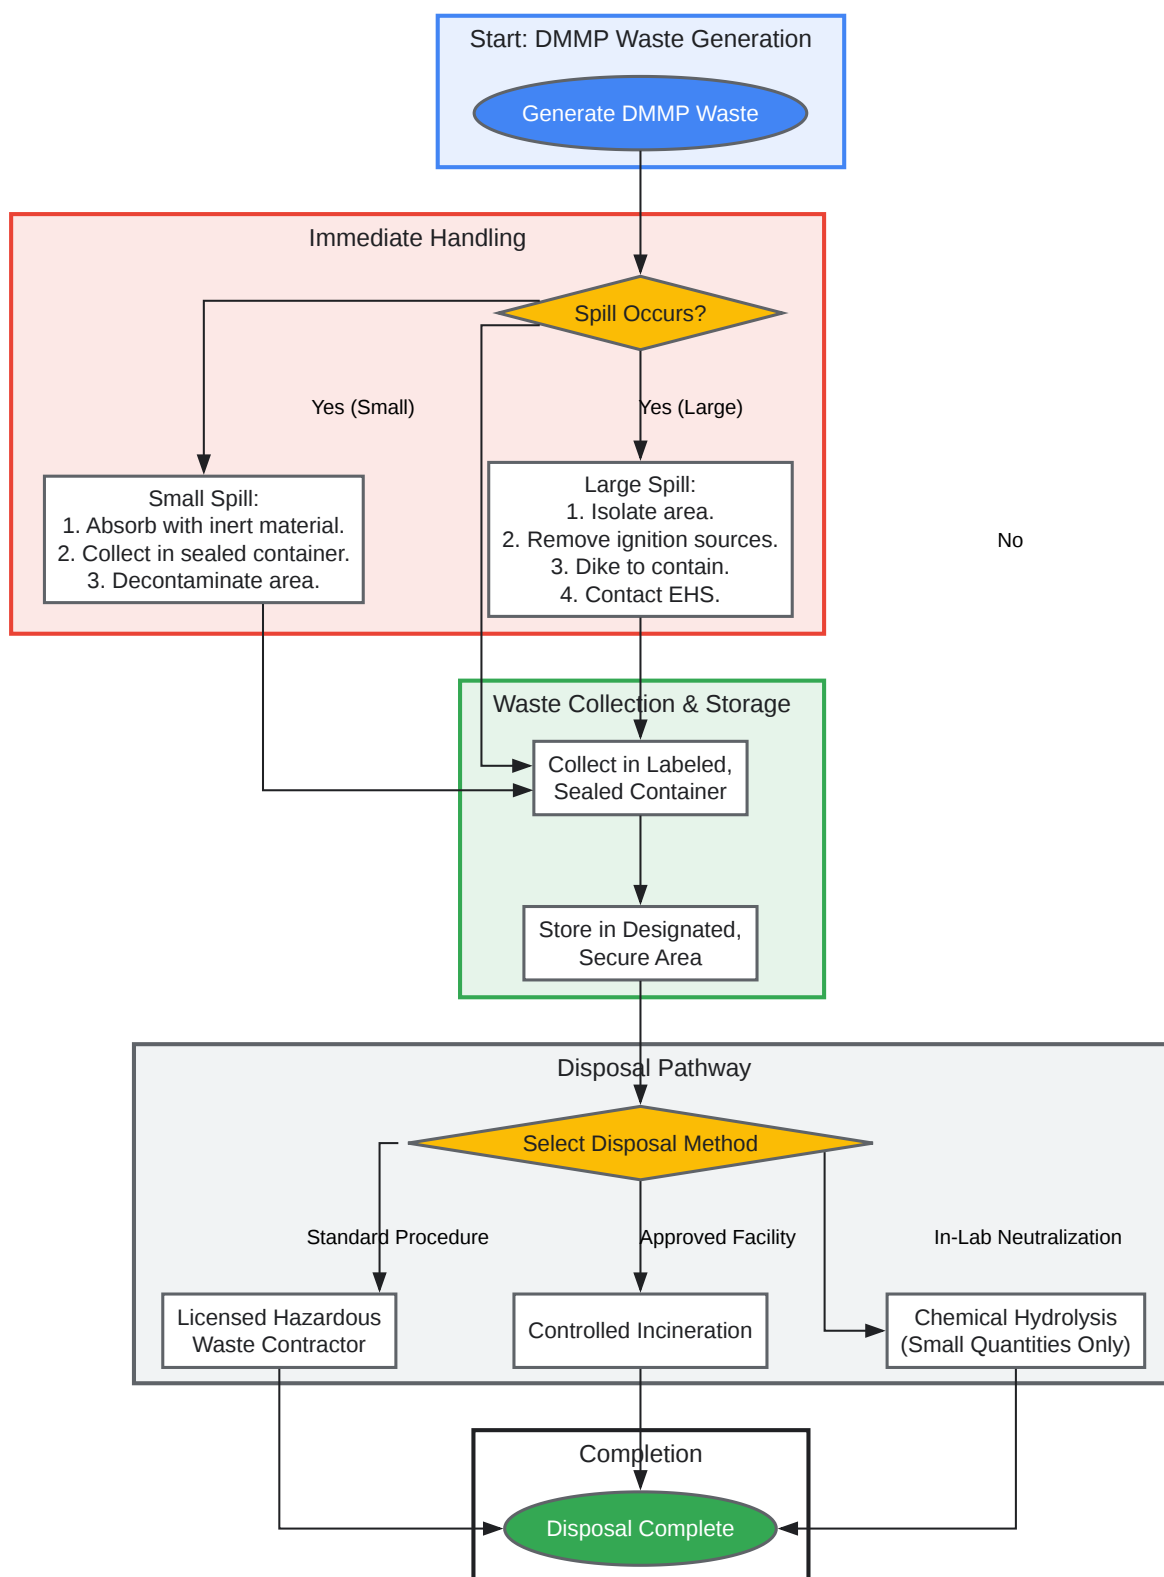 Start: DMMP Waste Generation
Generate DMMP Waste
Immediate Handling
Spill Occurs?
Yes (Small)
Yes (Large)
Small Spill:
1. Absorb with inert material.
2. Collect in sealed container.
3. Decontaminate area.
Large Spill:
1. Isolate area.
2. Remove ignition sources.
3. Dike to contain.
4. Contact EHS.
No
Waste Collection & Storage
Collect in Labeled,
Sealed Container
Store in Designated,
Secure Area
Disposal Pathway
Select Disposal Method
Standard Procedure
Approved Facility
In-Lab Neutralization
Licensed Hazardous
Waste Contractor
Controlled Incineration
Chemical Hydrolysis
(Small Quantities Only)
Completion
Disposal Complete